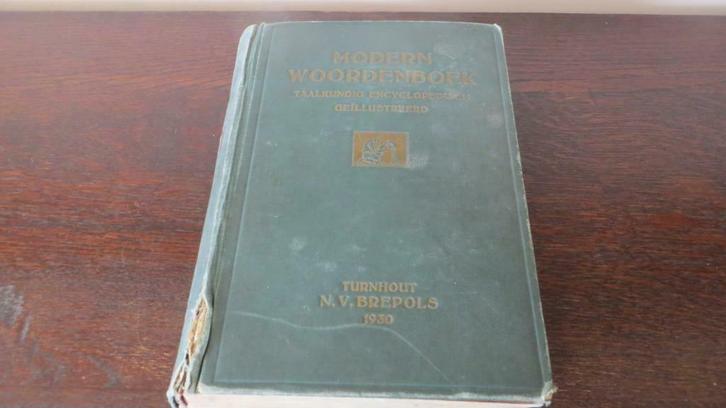 MODERN
WOORDENBOEK
TAALKUNDIG ENCYCLOPEDISCH
GEÏLLUSTREERD
TURNHOUT
N.V. BREPOLS
1930